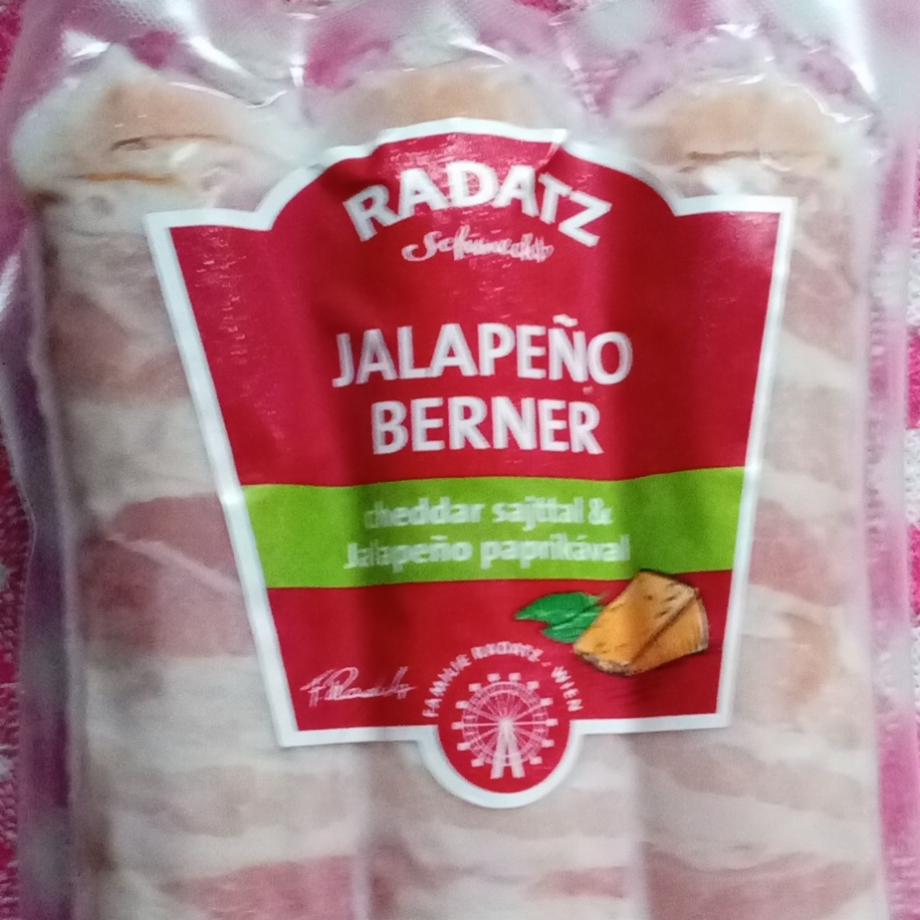 RADATZ
Schmeckt
JALAPEÑO
BERNER
cheddar sajttal &
Jalapeño paprikával
FAMILIE RADATZ · WIEN